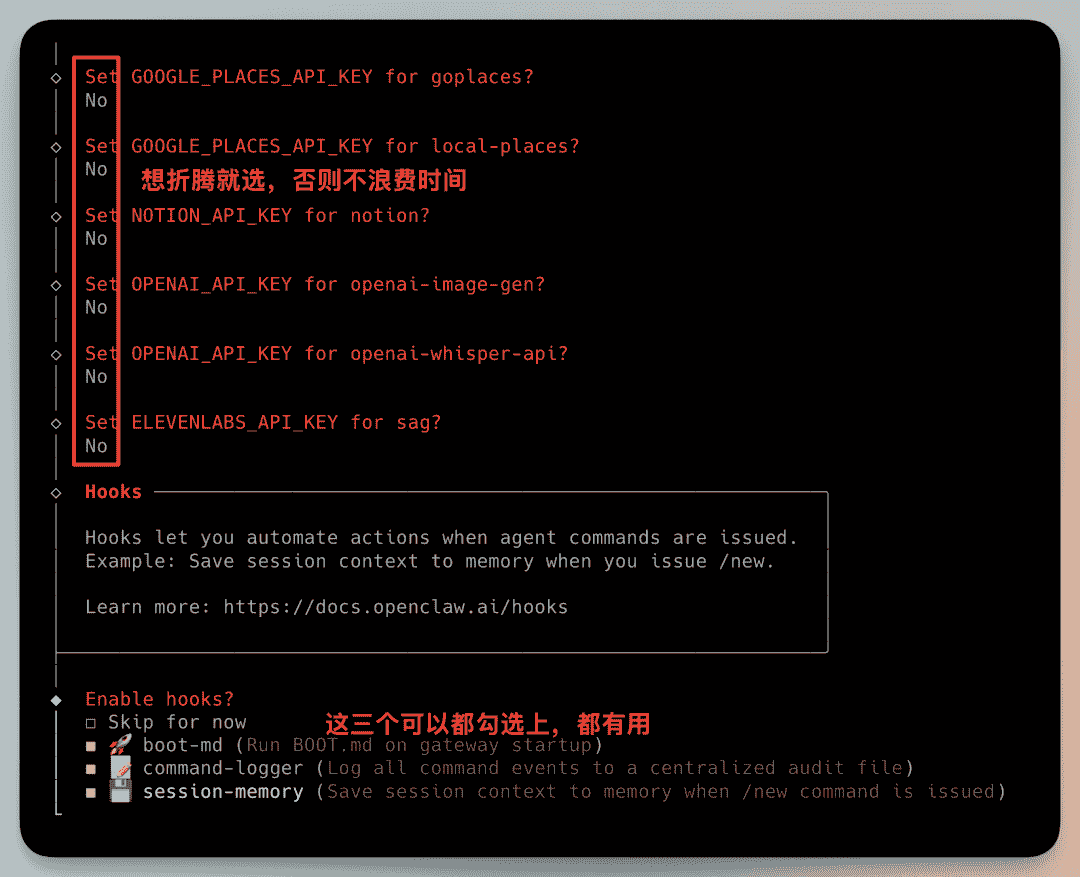 Set GOOGLE_PLACES_API_KEY for goplaces?
No
Set GOOGLE_PLACES_API_KEY for local-places?
No
想折腾就选，否则不浪费时间
Set NOTION_API_KEY for notion?
No
Set OPENAI_API_KEY for openai-image-gen?
No
Set OPENAI_API_KEY for openai-whisper-api?
No
Set ELEVENLABS_API_KEY for sag?
No
Hooks
Hooks let you automate actions when agent commands are issued.
Example: Save session context to memory when you issue /new.
Learn more: https://docs.openclaw.ai/hooks
Enable hooks?
Skip for now
这三个可以都勾选上，都有用
🚀 boot-md (Run BOOT.md on gateway startup)
📝 command-logger (Log all command events to a centralized audit file)
💾 session-memory (Save session context to memory when /new command is issued)